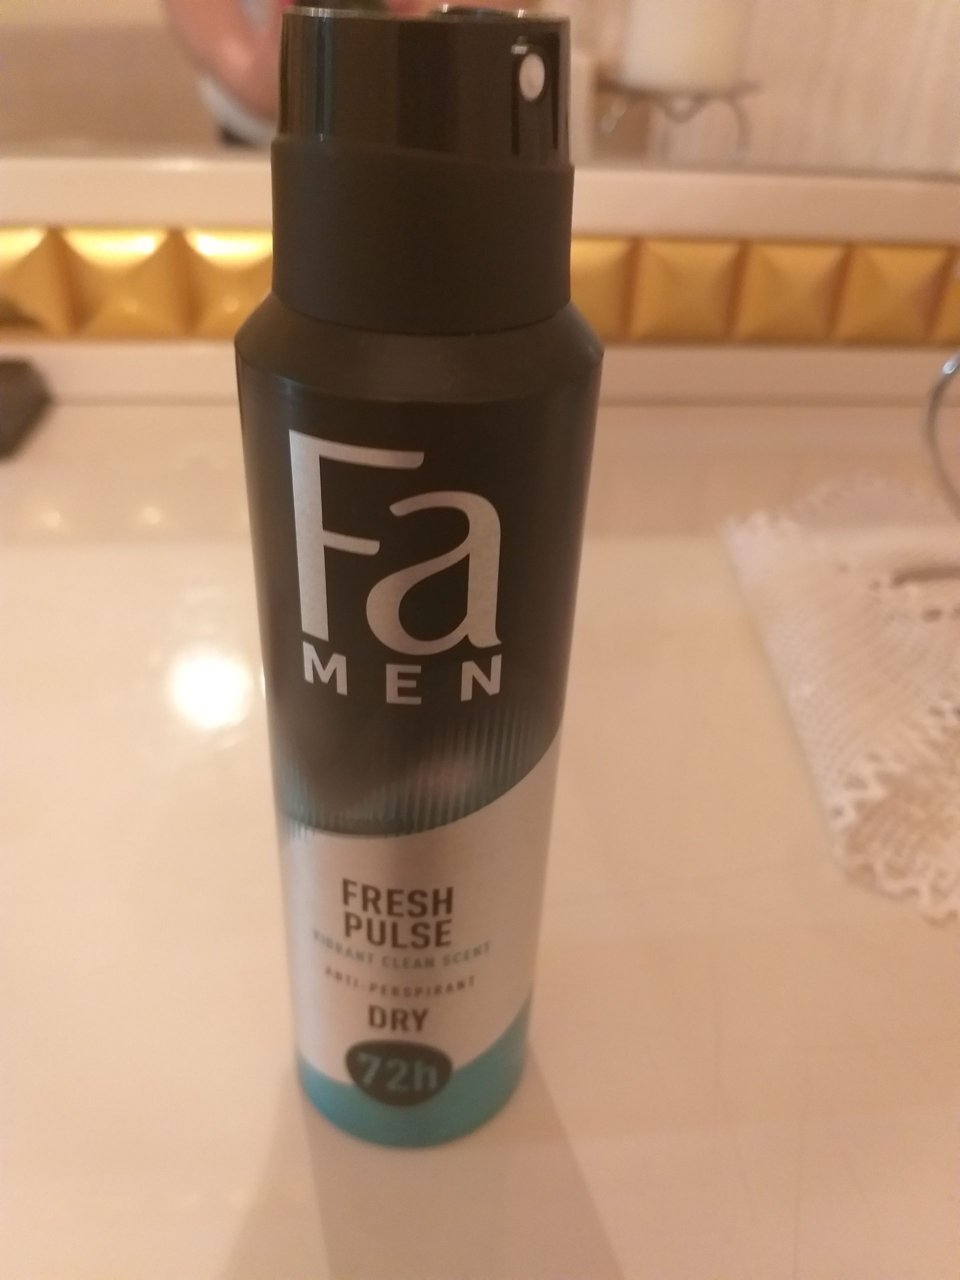 Fa
MEN
FRESH
PULSE
VIBRANT CLEAN SCENT
ANTI-PERSPIRANT
DRY
72h